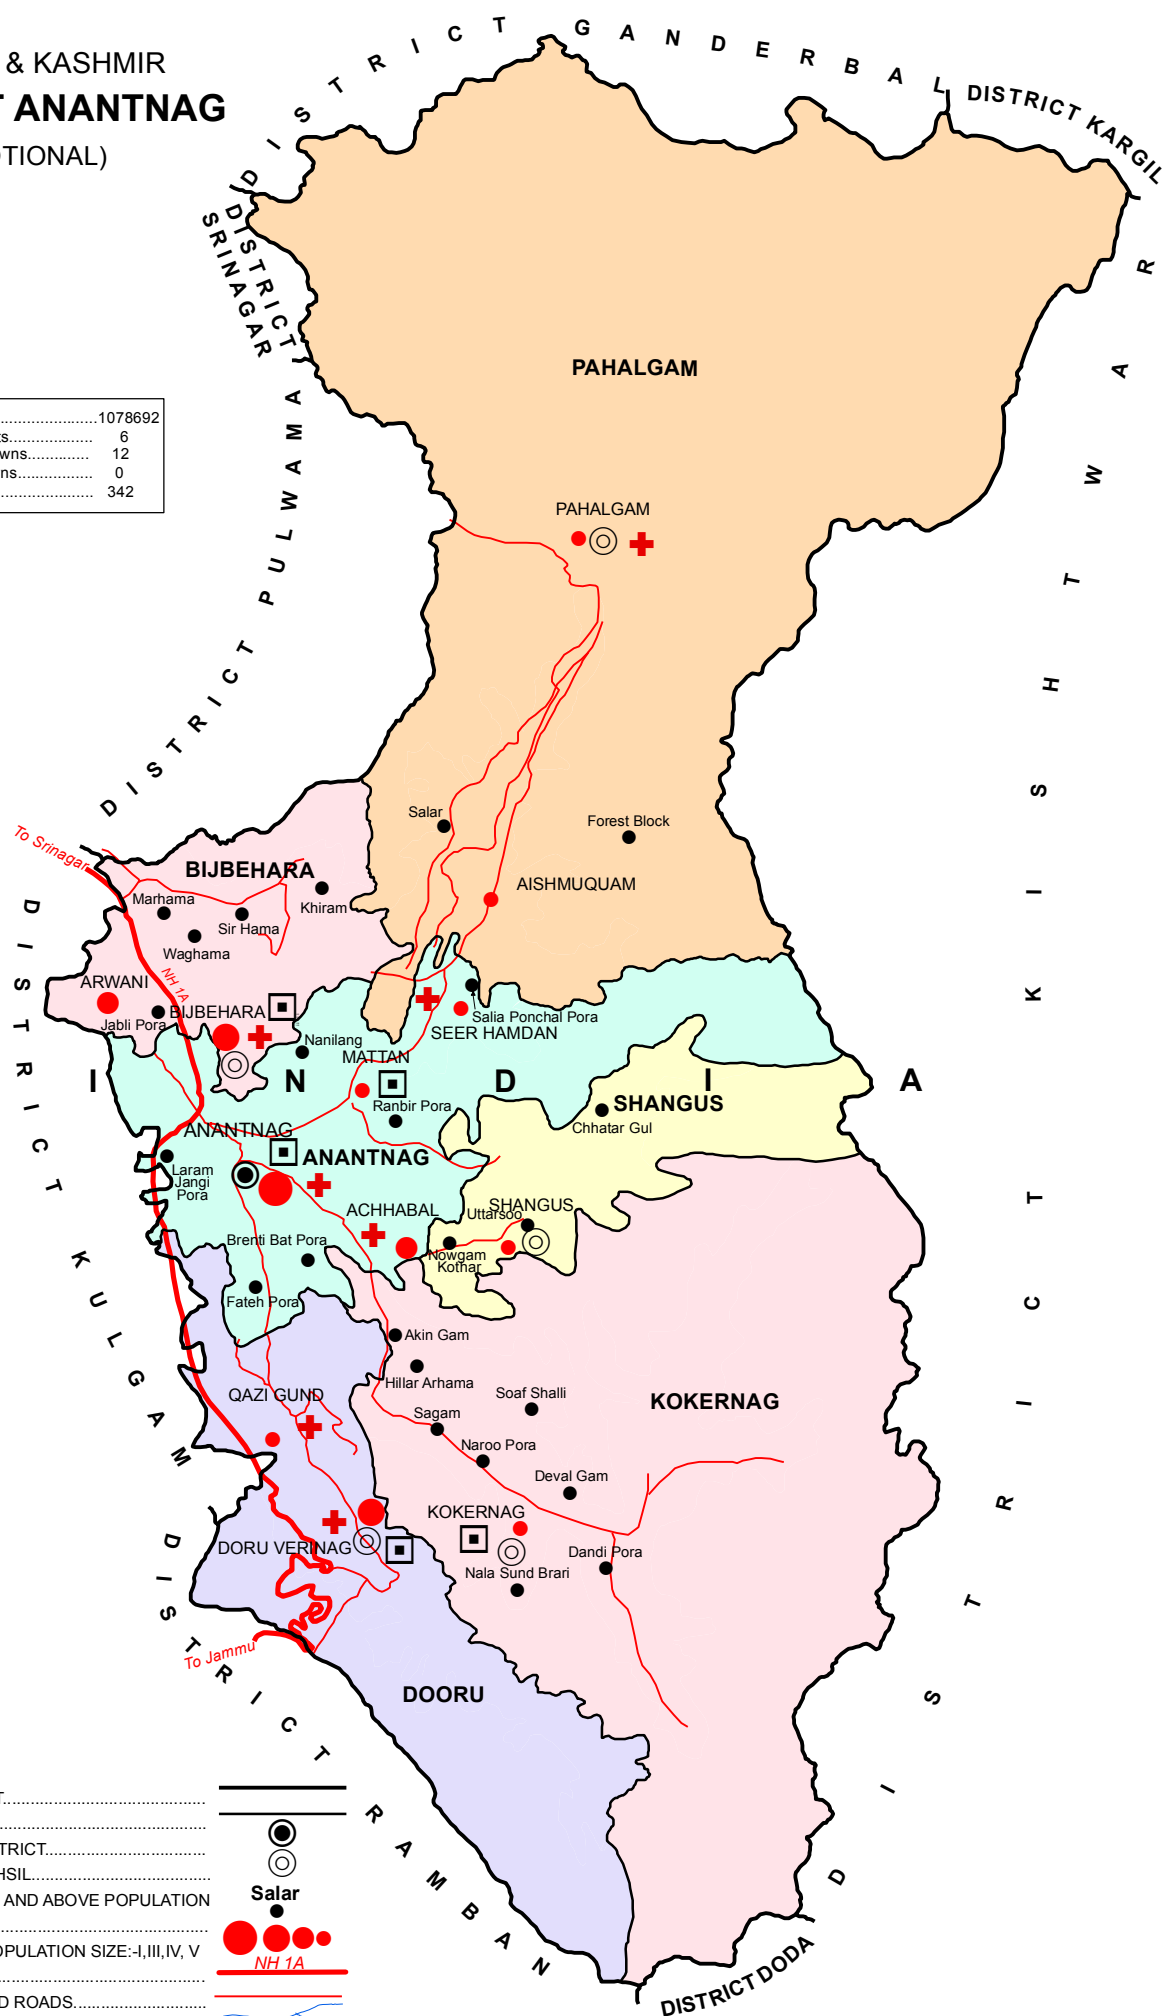 & KASHMIR
T ANANTNAG
OTIONAL)
DISTRICT GANDERBAL
DISTRICT KARGIL
DISTRICT
SRINAGAR
DISTRICT PULWAMA
DISTRICT KISHTWAR
PAHALGAM
........................1078692
ts.................... 6
wns.............. 12
ns................. 0
...................... 342
PAHALGAM
Salar
Forest Block
AISHMUQUAM
To Srinagar
BIJBEHARA
Marhama
Khiram
Sir Hama
Waghama
NH 1A
ARWANI
Jabli Pora
BIJBEHARA
Salia Ponchal Pora
SEER HAMDAN
Nanilang
MATTAN
I N D I A
Ranbir Pora
SHANGUS
Chhatar Gul
ANANTNAG
ANANTNAG
Laram
Jangi
Pora
ACHHABAL
SHANGUS
Uttarsoo
Brenti Bat Pora
Nowgam
Kothar
Fateh Pora
DISTRICT KULGAM
Akin Gam
Hillar Arhama
QAZI GUND
Soaf Shalli
KOKERNAG
Sagam
Naroo Pora
Deval Gam
KOKERNAG
DORU VERINAG
Dandi Pora
Nala Sund Brari
To Jammu
DOORU
DISTRICT RAMBAN
DISTRICT DODA
T...........................................
...........................................
TRICT.................................
HSIL.....................................
AND ABOVE POPULATION
Salar
...........................................
OPULATION SIZE:-I,III,IV, V
NH 1A
...........................................
D ROADS...........................